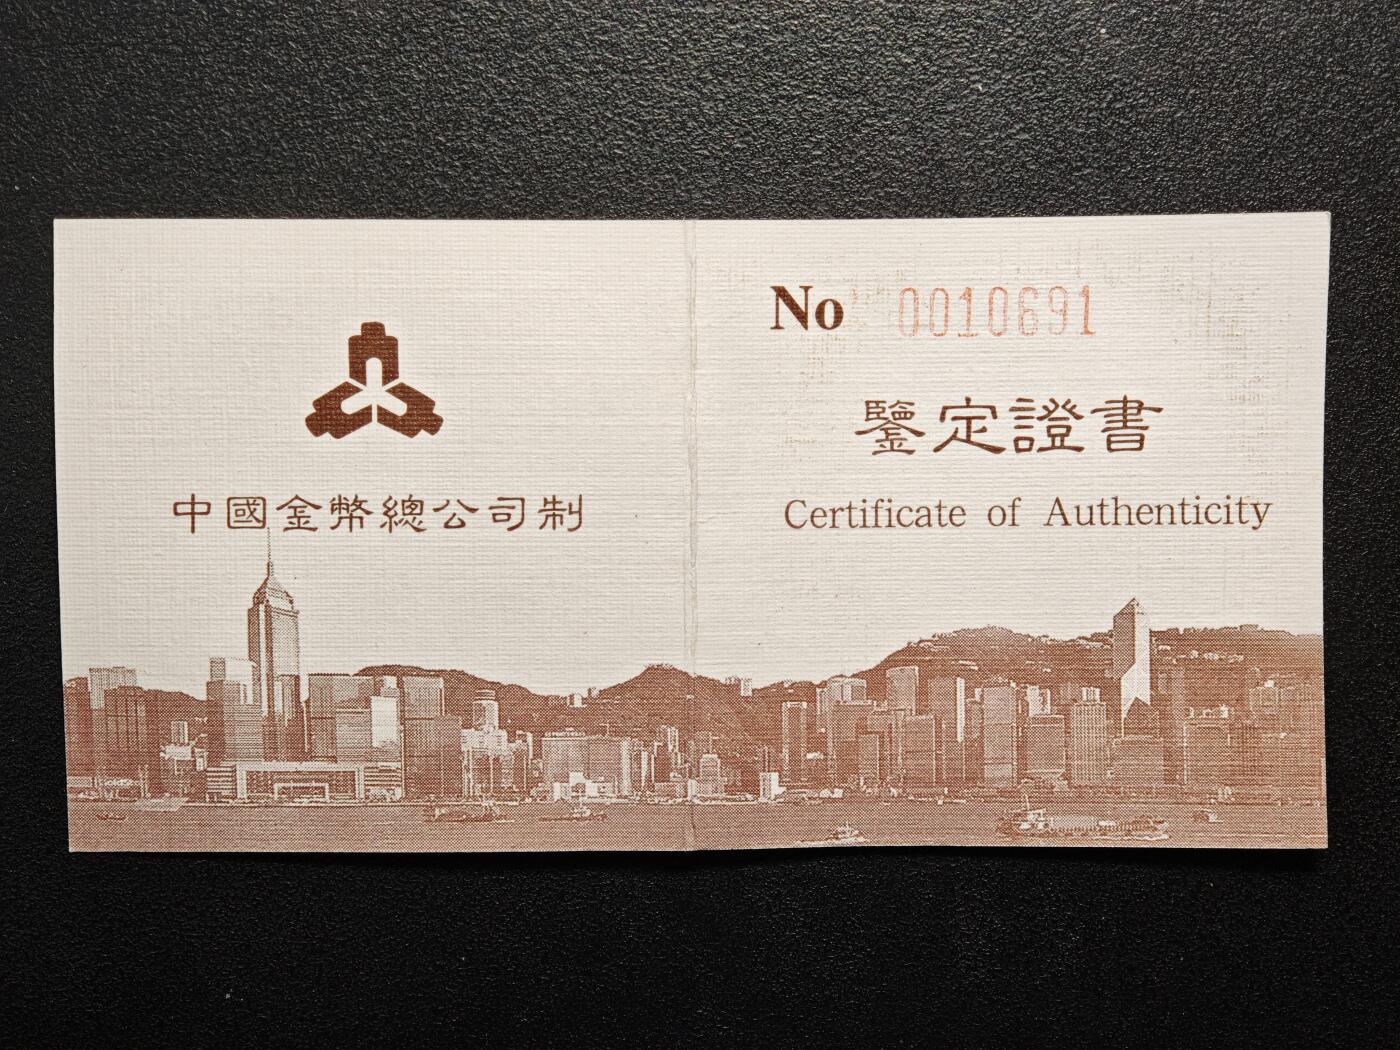 中國金幣總公司制
No 0010691
鑒定證書
Certificate of Authenticity